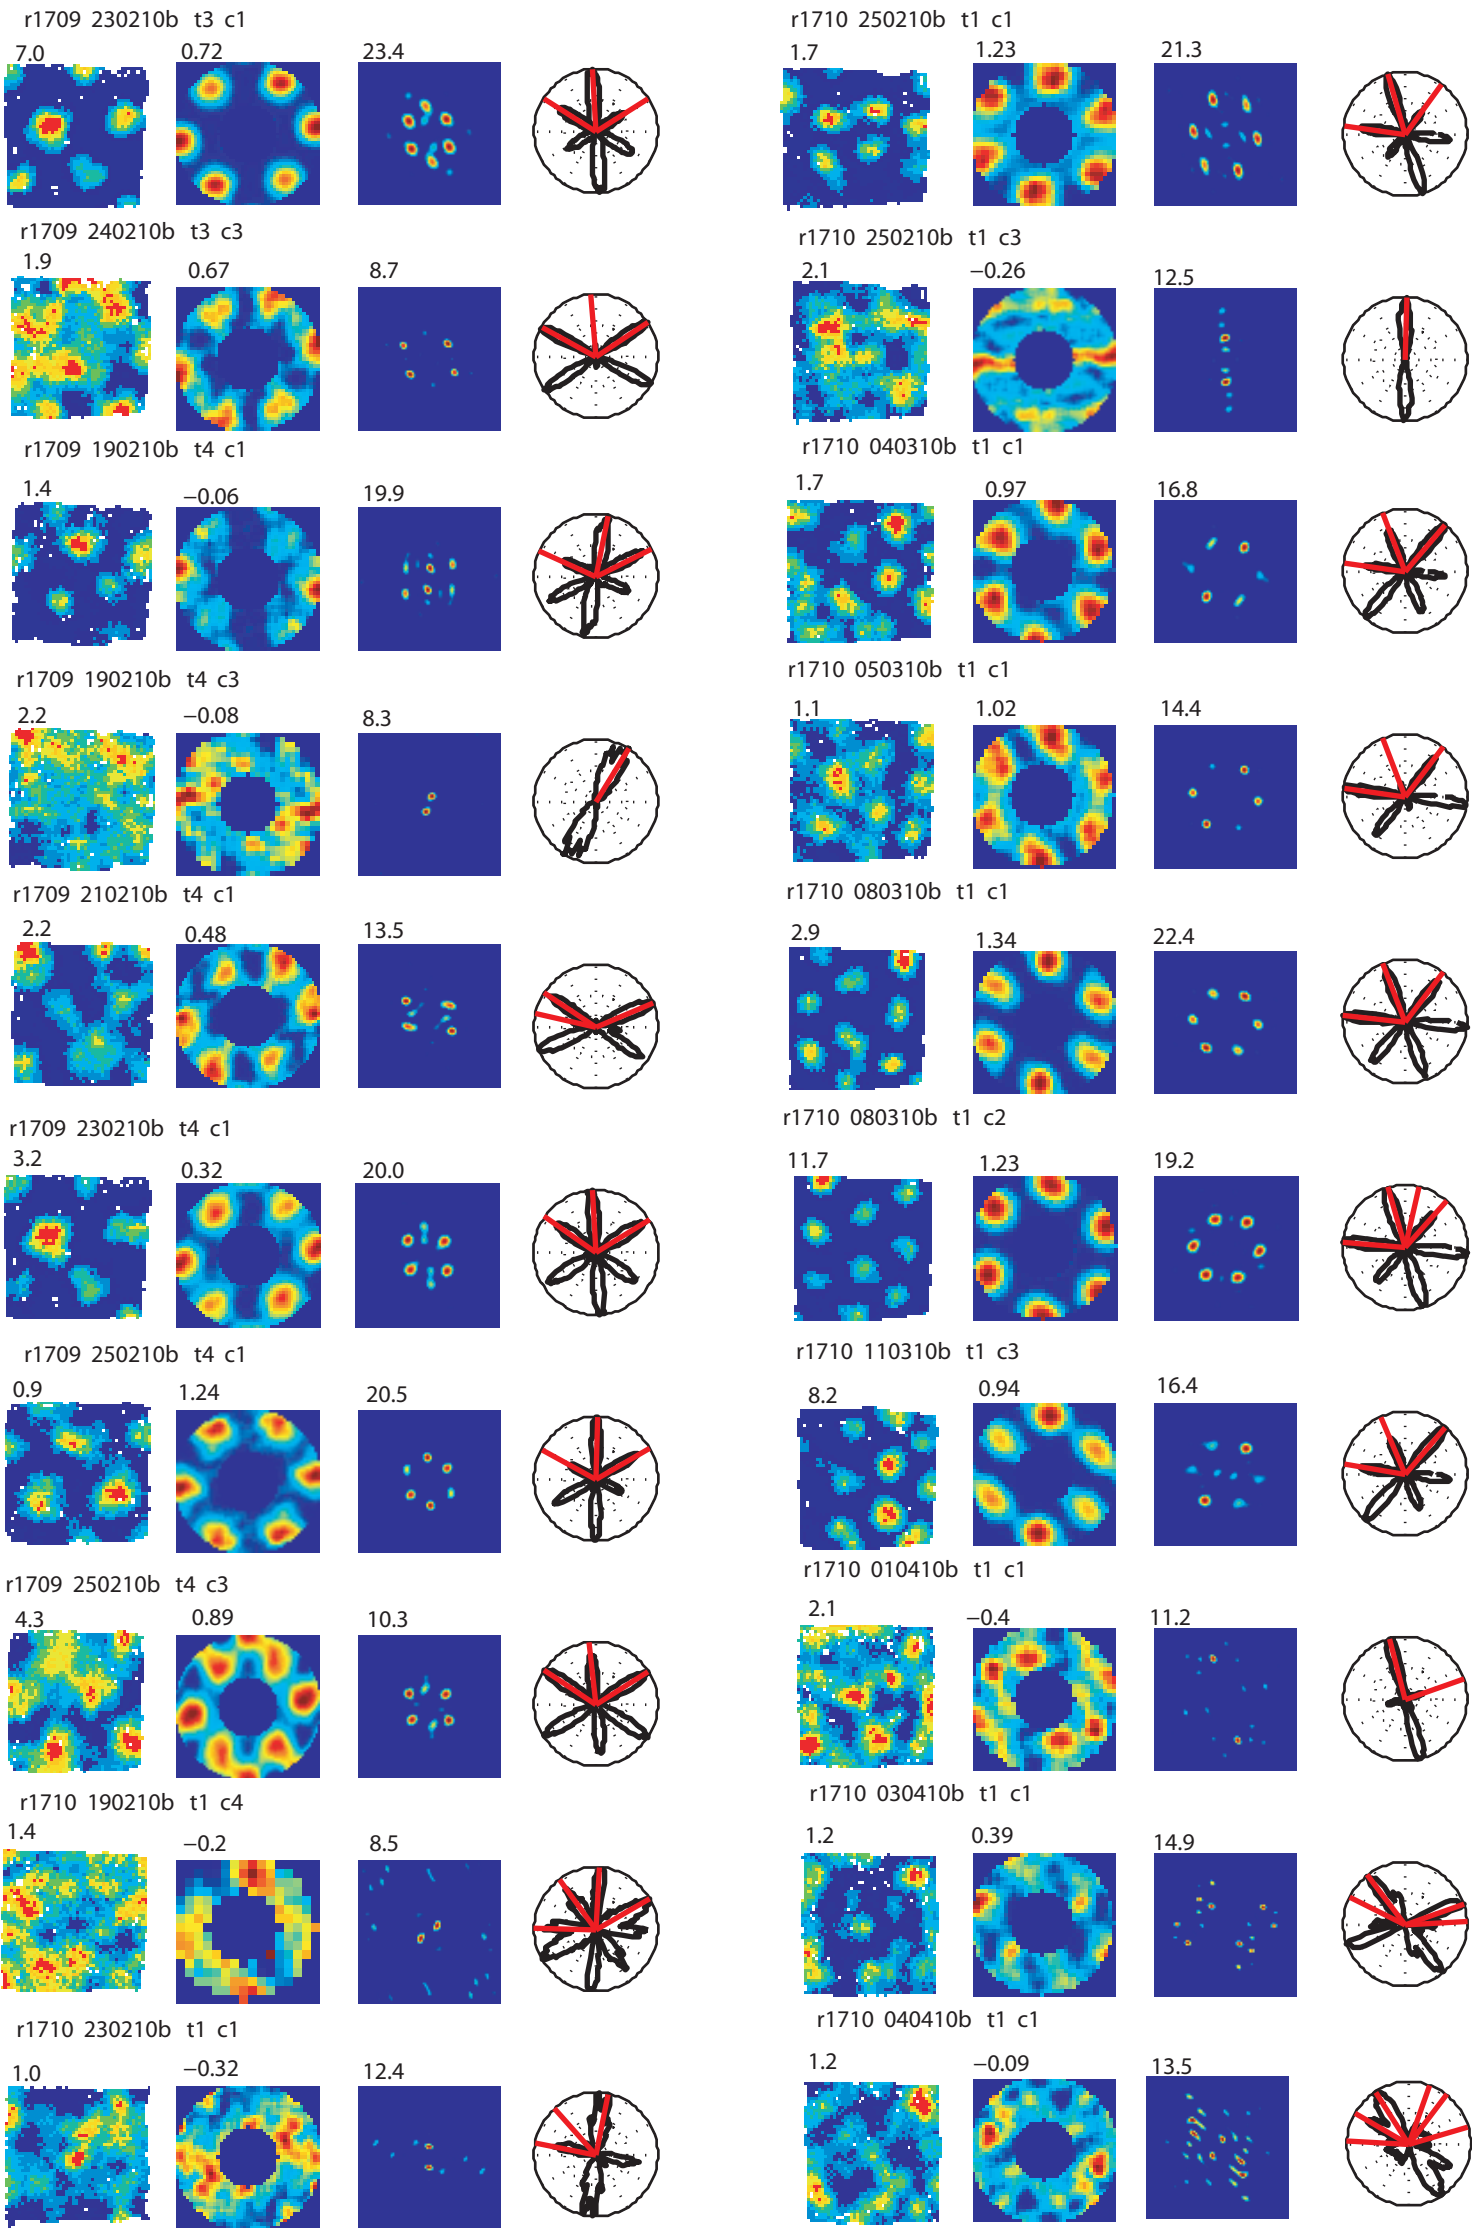 r1709 230210b t3 c1
7.0 0.72 23.4
r1709 240210b t3 c3
1.9 0.67 8.7
r1709 190210b t4 c1
1.4 −0.06 19.9
r1709 190210b t4 c3
2.2 −0.08 8.3
r1709 210210b t4 c1
2.2 0.48 13.5
r1709 230210b t4 c1
3.2 0.32 20.0
r1709 250210b t4 c1
0.9 1.24 20.5
r1709 250210b t4 c3
4.3 0.89 10.3
r1710 190210b t1 c4
1.4 −0.2 8.5
r1710 230210b t1 c1
1.0 −0.32 12.4
r1710 250210b t1 c1
1.7 1.23 21.3
r1710 250210b t1 c3
2.1 −0.26 12.5
r1710 040310b t1 c1
1.7 0.97 16.8
r1710 050310b t1 c1
1.1 1.02 14.4
r1710 080310b t1 c1
2.9 1.34 22.4
r1710 080310b t1 c2
11.7 1.23 19.2
r1710 110310b t1 c3
8.2 0.94 16.4
r1710 010410b t1 c1
2.1 −0.4 11.2
r1710 030410b t1 c1
1.2 0.39 14.9
r1710 040410b t1 c1
1.2 −0.09 13.5